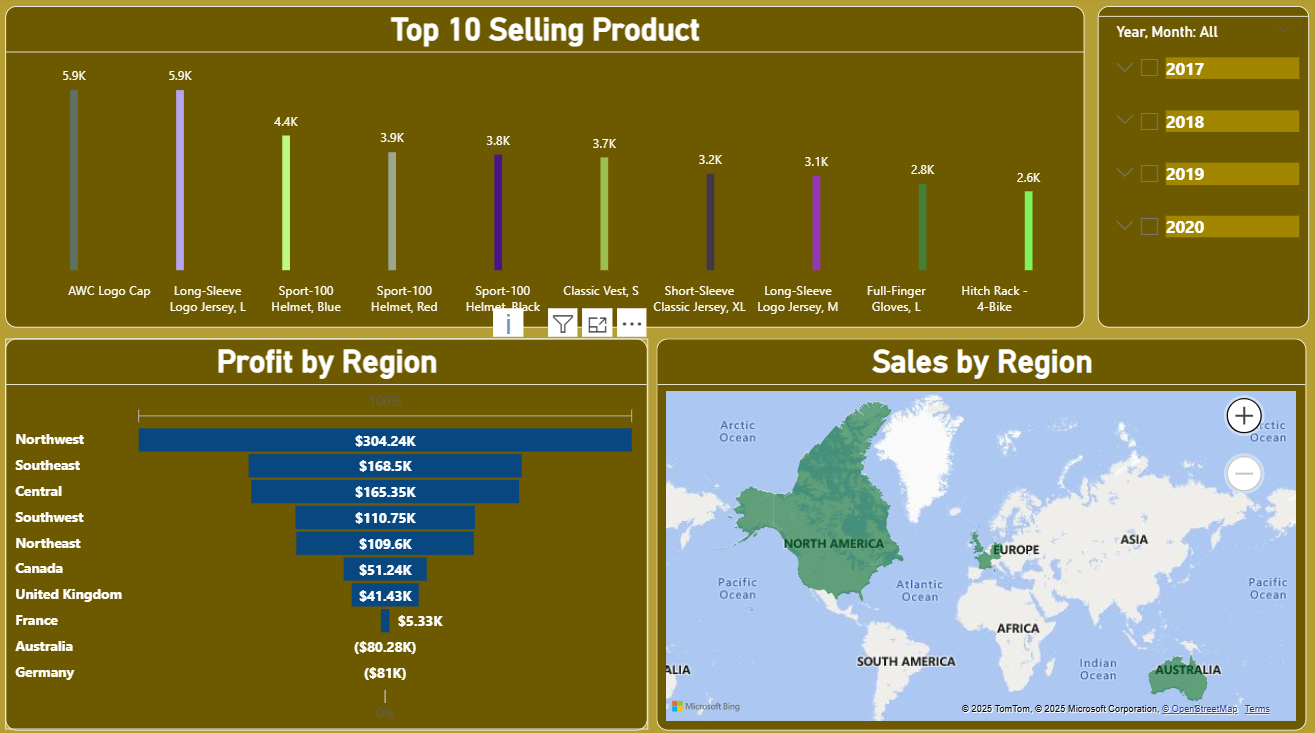 Top 10 Selling Product
5.9K
5.9K
4.4K
3.9K
3.8K
3.7K
3.2K
3.1K
2.8K
2.6K
AWC Logo Cap
Long-Sleeve
Logo Jersey, L
Sport-100
Helmet, Blue
Sport-100
Helmet, Red
Sport-100
Helmet, Black
Classic Vest, S
Short-Sleeve
Classic Jersey, XL
Long-Sleeve
Logo Jersey, M
Full-Finger
Gloves, L
Hitch Rack -
4-Bike
Year, Month: All
2017
2018
2019
2020
Profit by Region
100%
Northwest $304.24K
Southeast $168.5K
Central $165.35K
Southwest $110.75K
Northeast $109.6K
Canada $51.24K
United Kingdom $41.43K
France $5.33K
Australia ($80.28K)
Germany ($81K)
0%
Sales by Region
Arctic
Ocean
ctic
Ocean
NORTH AMERICA
EUROPE
ASIA
Pacific
Ocean
Atlantic
Ocean
Pacific
Ocean
AFRICA
SOUTH AMERICA
Indian
Ocean
ALIA
AUSTRALIA
Microsoft Bing
© 2025 TomTom, © 2025 Microsoft Corporation, © OpenStreetMap Terms